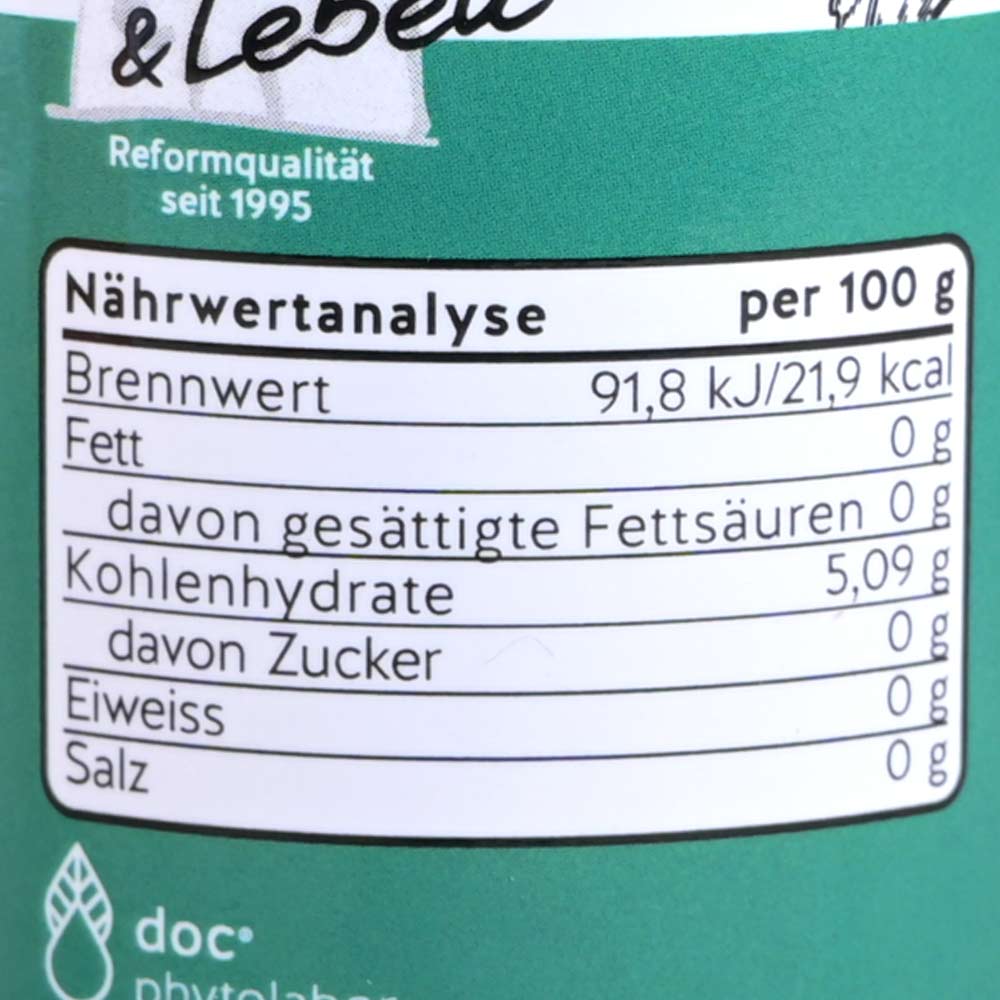 & Leben
Reformqualität
seit 1995
Nährwertanalyse per 100 g
Brennwert 91,8 kJ/21,9 kcal
Fett 0 g
davon gesättigte Fettsäuren 0 g
Kohlenhydrate 5,09 g
davon Zucker 0 g
Eiweiss 0 g
Salz 0 g
doc